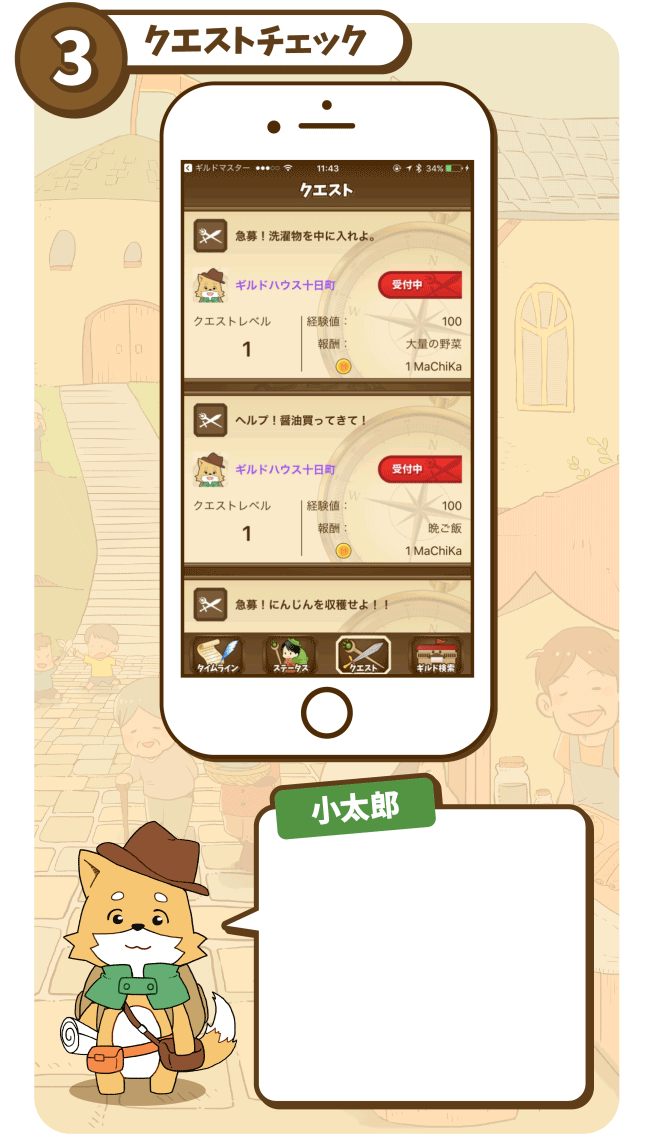 3
クエストチェック
ギルドマスター 11:43 34%
クエスト
急募！洗濯物を中に入れよ。
ギルドハウス十日町
受付中
クエストレベル
1
経験値： 100
報酬： 大量の野菜
1 MaChiKa
ヘルプ！醤油買ってきて！
ギルドハウス十日町
受付中
クエストレベル
1
経験値： 100
報酬： 晩ご飯
1 MaChiKa
急募！にんじんを収穫せよ！！
タイムライン ステータス クエスト ギルド検索
小太郎